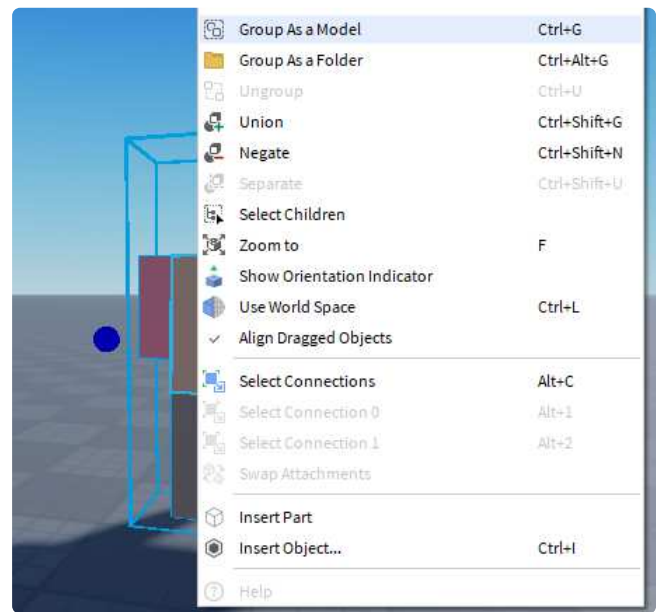 Group As a Model Ctrl+G
Group As a Folder Ctrl+Alt+G
Ungroup Ctrl+U
Union Ctrl+Shift+G
Negate Ctrl+Shift+N
Separate Ctrl+Shift+U
Select Children
Zoom to F
Show Orientation Indicator
Use World Space Ctrl+L
Align Dragged Objects
Select Connections Alt+C
Select Connection 0 Alt+1
Select Connection 1 Alt+2
Swap Attachments
Insert Part
Insert Object... Ctrl+I
Help